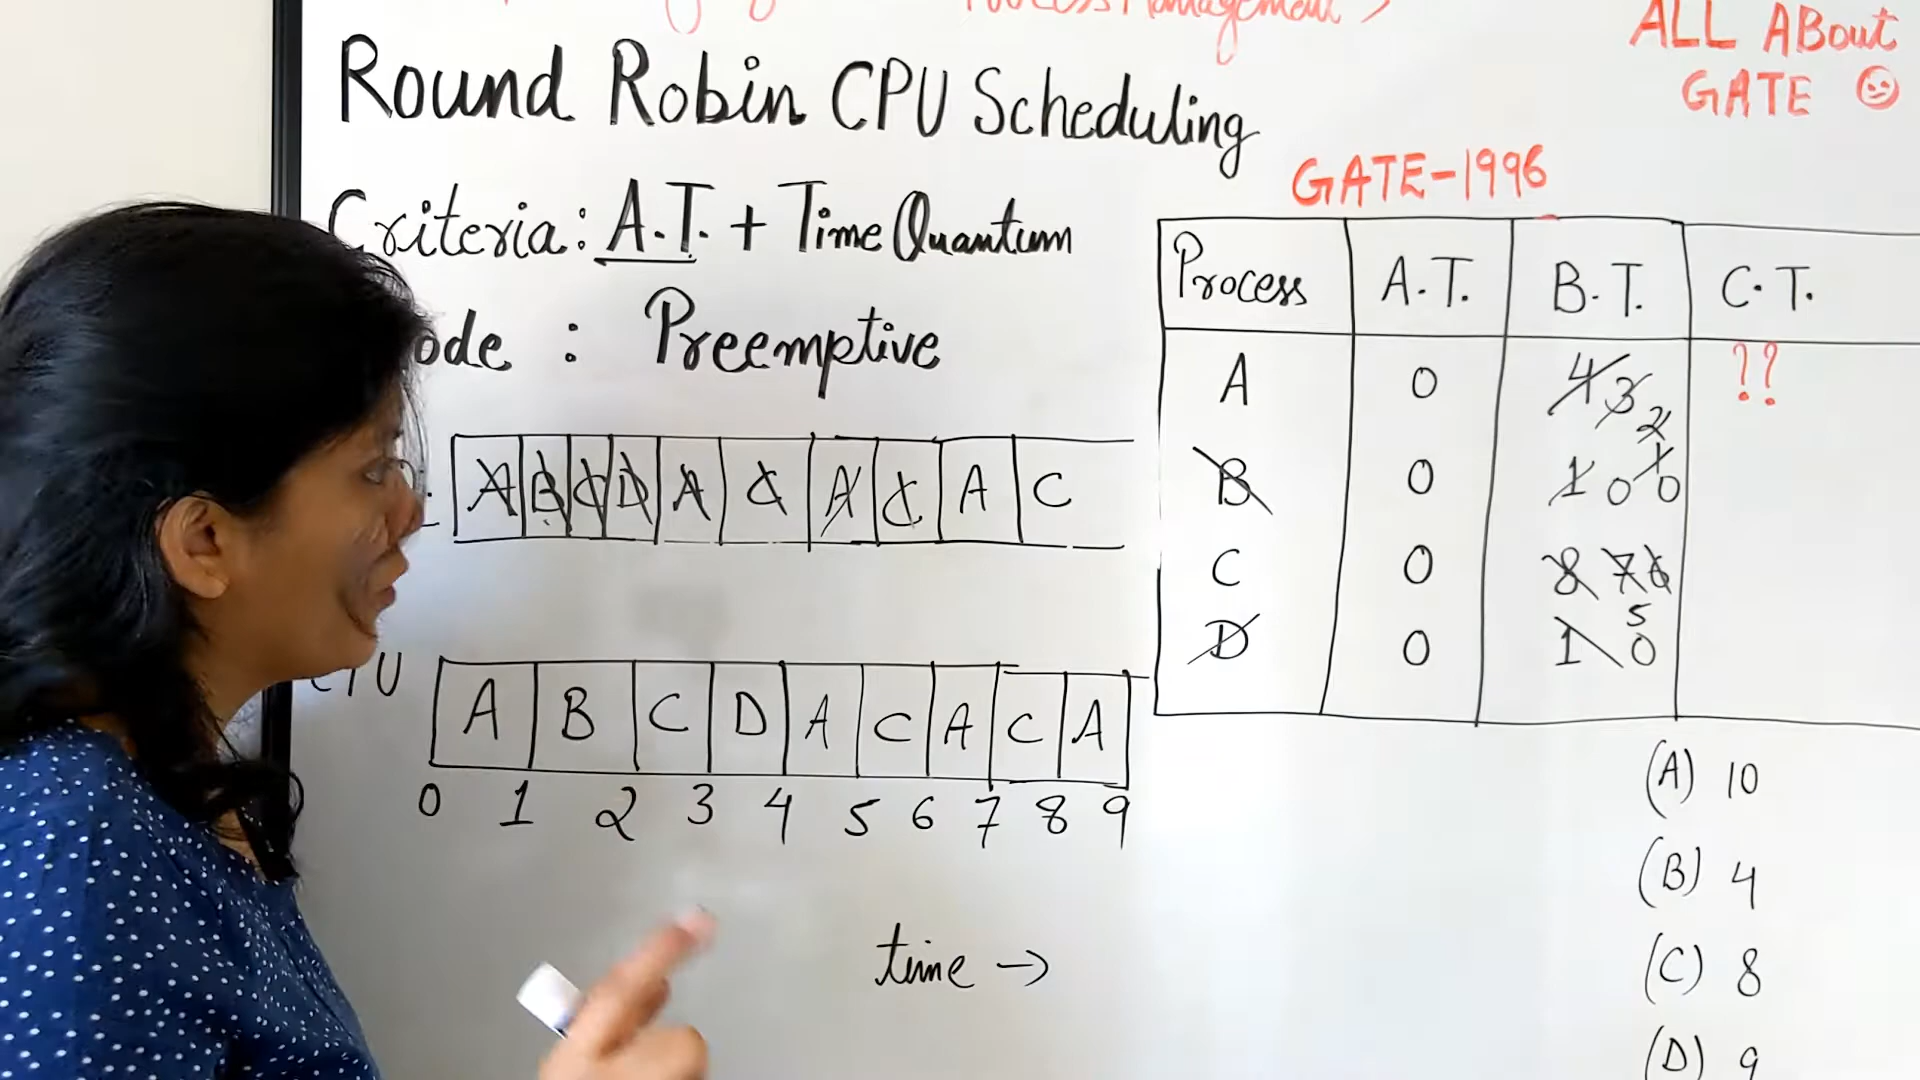 ALL ABout
GATE
Round Robin CPU Scheduling
Criteria: A.T. + Time Quantum
ode : Preemptive
GATE-1996
Process A.T. B.T. C.T.
A 0 4 3 2 1 0 ??
B 0 1 0
C 0 8 7 6 5
D 0 1 0
A B C D A C A C A C
CPU A B C D A C A C A
0 1 2 3 4 5 6 7 8 9
time →
(A) 10
(B) 4
(C) 8
(D) 9